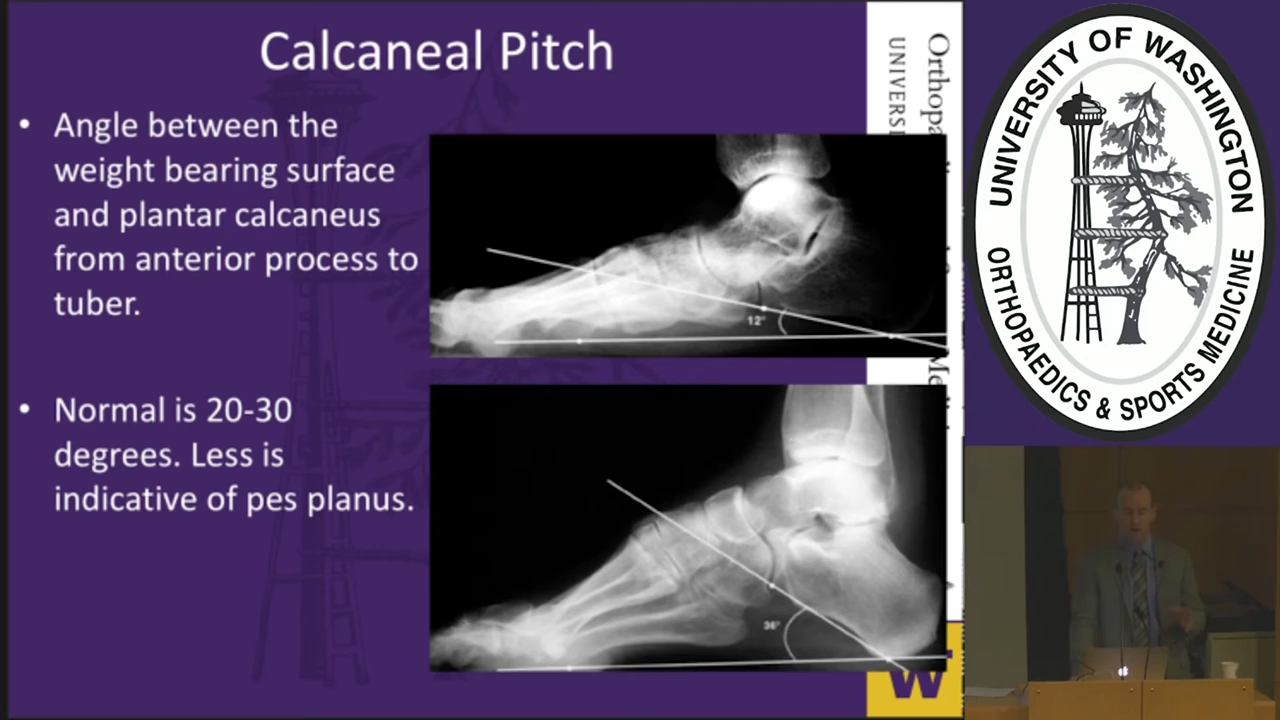 Calcaneal Pitch
• Angle between the
weight bearing surface
and plantar calcaneus
from anterior process to
tuber.
• Normal is 20-30
degrees. Less is
indicative of pes planus.
12°
36°
W
UNIVERSITY OF WASHINGTON
ORTHOPAEDICS & SPORTS MEDICINE